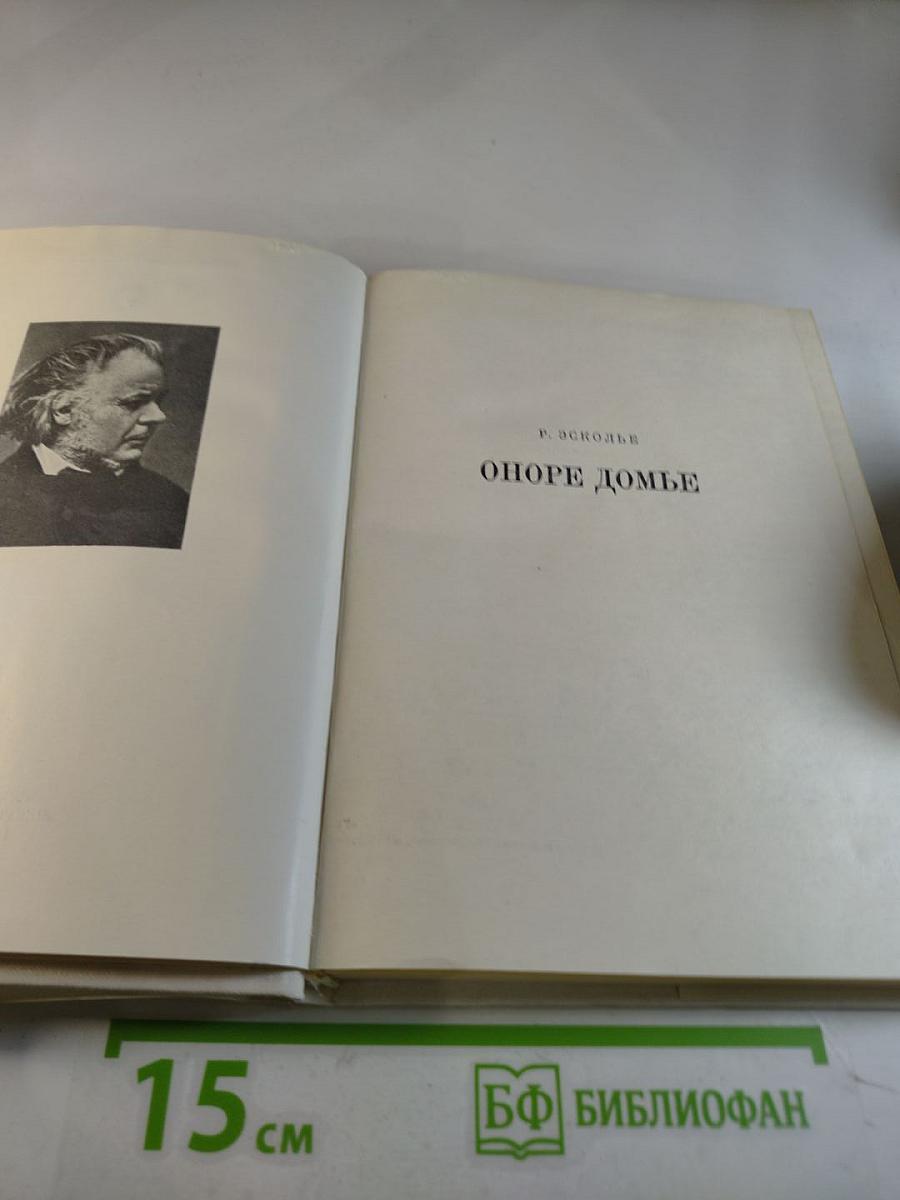 Р. ЭСКОЛЬЕ
ОНОРЕ ДОМЬЕ
15 см
БФ БИБЛИОФАН